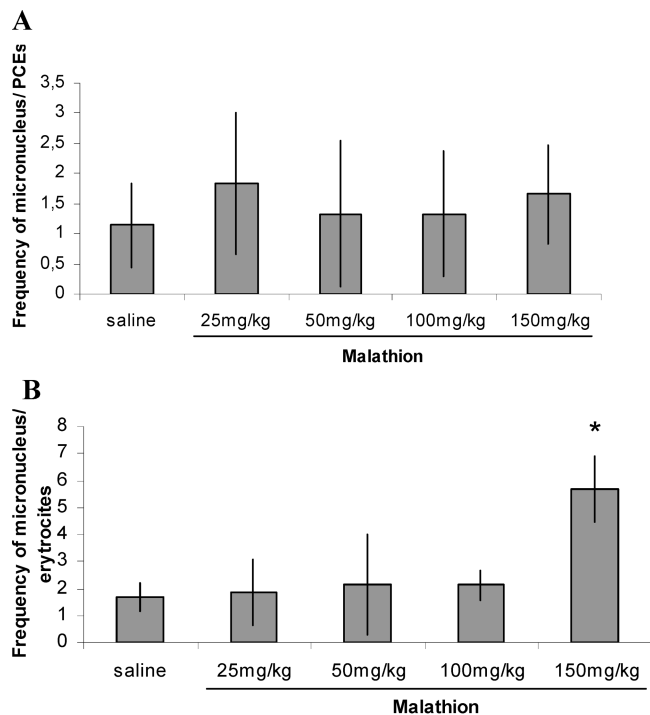 A
Frequency of micronucleus/ PCEs
3,5
3
2,5
2
1,5
1
0,5
0
saline 25mg/kg 50mg/kg 100mg/kg 150mg/kg
Malathion
B
Frequency of micronucleus/
erytrocites
8
7
6
5
4
3
2
1
0
*
saline 25mg/kg 50mg/kg 100mg/kg 150mg/kg
Malathion